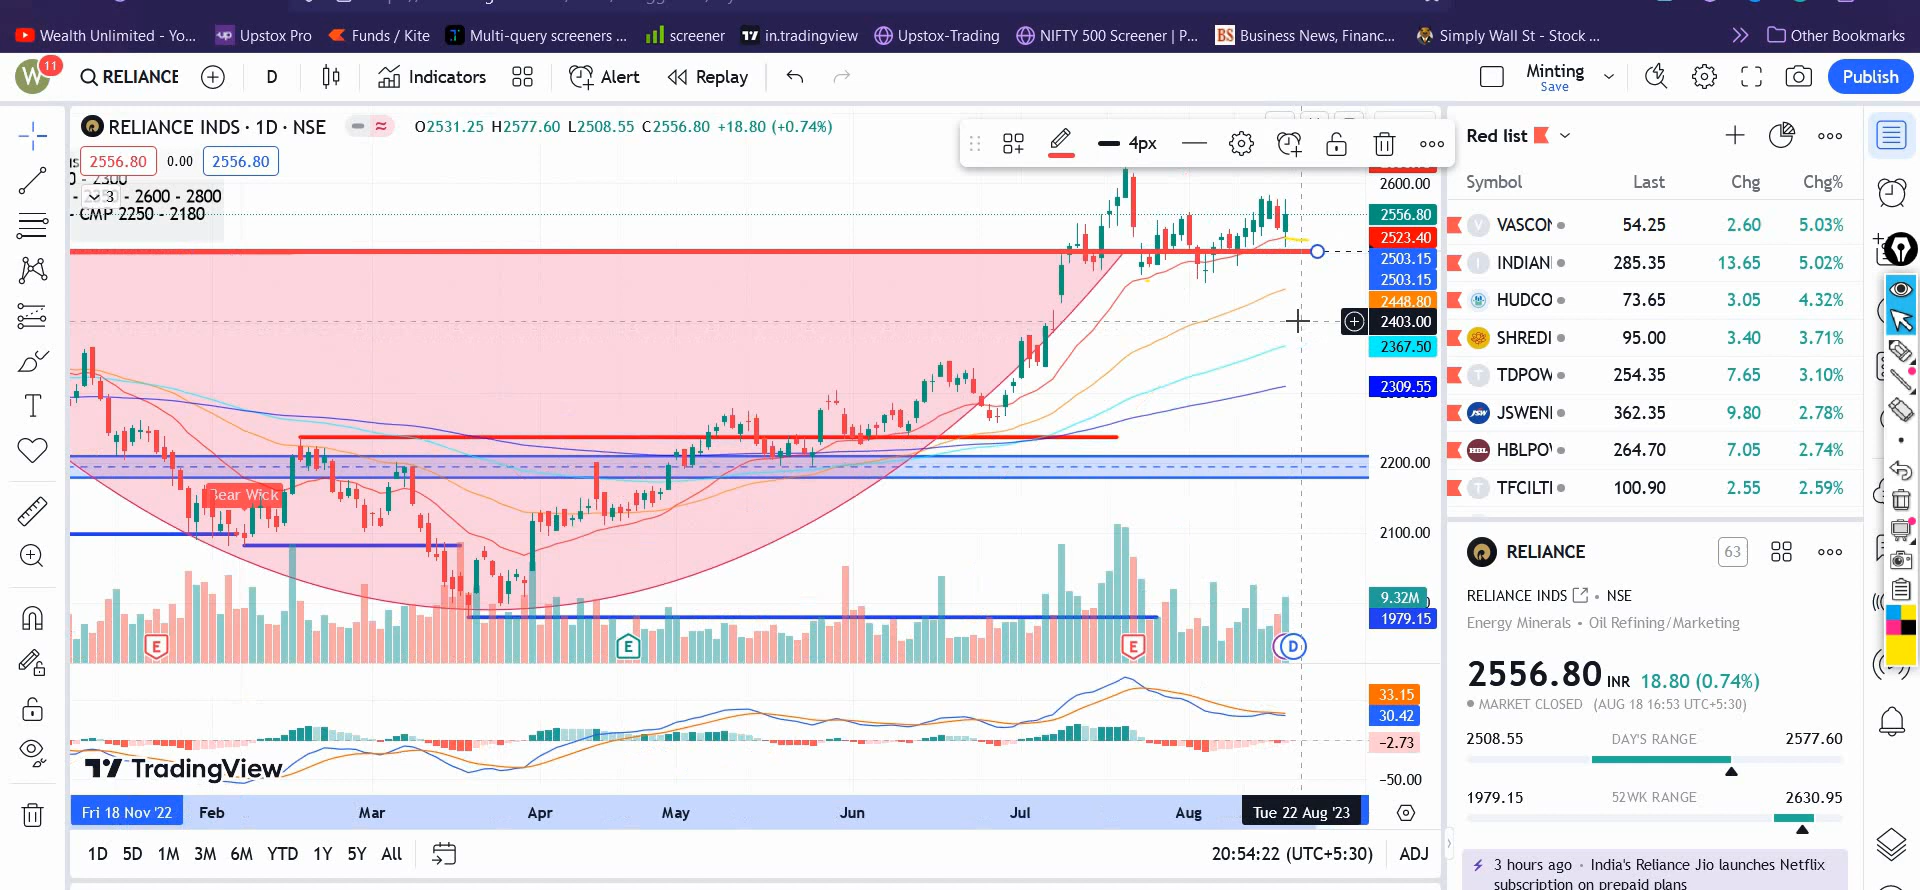 Wealth Unlimited - Yo...
Upstox Pro
Funds / Kite
Multi-query screeners ...
screener
in.tradingview
Upstox-Trading
NIFTY 500 Screener | P...
BS
Business News, Financ...
Simply Wall St - Stock ...
Other Bookmarks
W
11
RELIANCE
D
Indicators
Alert
Replay
Minting
Save
Publish
RELIANCE INDS · 1D · NSE
O2531.25 H2577.60 L2508.55 C2556.80 +18.80 (+0.74%)
4px
2556.80
0.00
2556.80
3
- 2600 - 2800
- CMP 2250 - 2180
2600.00
2556.80
2523.40
2503.15
2503.15
2448.80
2403.00
2367.50
2309.55
2200.00
2100.00
9.32M
1979.15
Bear Wick
E
E
E
D
33.15
30.42
−2.73
−50.00
TradingView
Fri 18 Nov '22
Feb
Mar
Apr
May
Jun
Jul
Aug
Tue 22 Aug '23
1D 5D 1M 3M 6M YTD 1Y 5Y All
20:54:22 (UTC+5:30)
ADJ
Red list
Symbol Last Chg Chg%
V VASCON 54.25 2.60 5.03%
I INDIANI 285.35 13.65 5.02%
HUDCO 73.65 3.05 4.32%
SHREDI 95.00 3.40 3.71%
T TDPOW 254.35 7.65 3.10%
JSW JSWENI 362.35 9.80 2.78%
HBL HBLPOV 264.70 7.05 2.74%
T TFCILTI 100.90 2.55 2.59%
RELIANCE
63
RELIANCE INDS • NSE
Energy Minerals • Oil Refining/Marketing
2556.80 INR 18.80 (0.74%)
MARKET CLOSED (AUG 18 16:53 UTC+5:30)
2508.55 DAY'S RANGE 2577.60
1979.15 52WK RANGE 2630.95
3 hours ago · India's Reliance Jio launches Netflix
subscription on prepaid plans